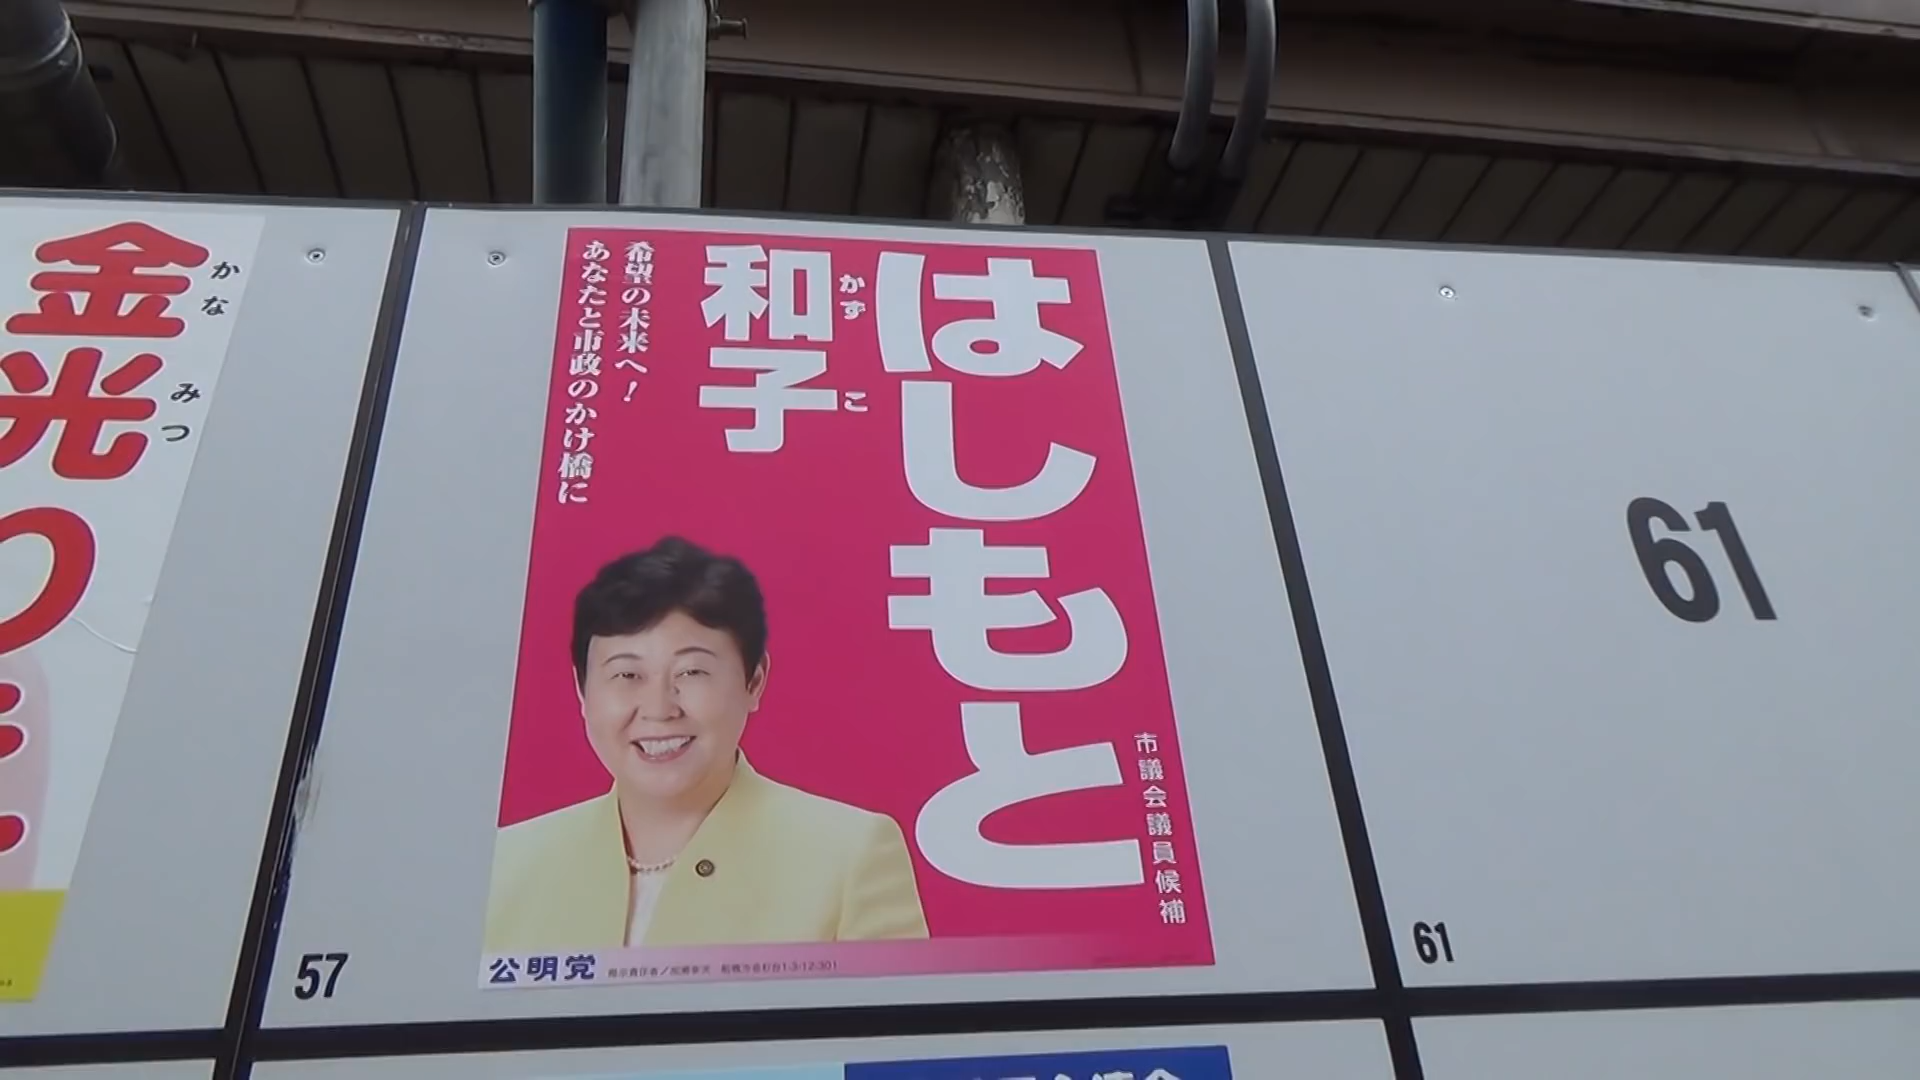 金光
かなみつ
はしもと
和子
かずこ
希望の未来へ！
あなたと市政のかけ橋に
市議会議員候補
公明党
57
61
61